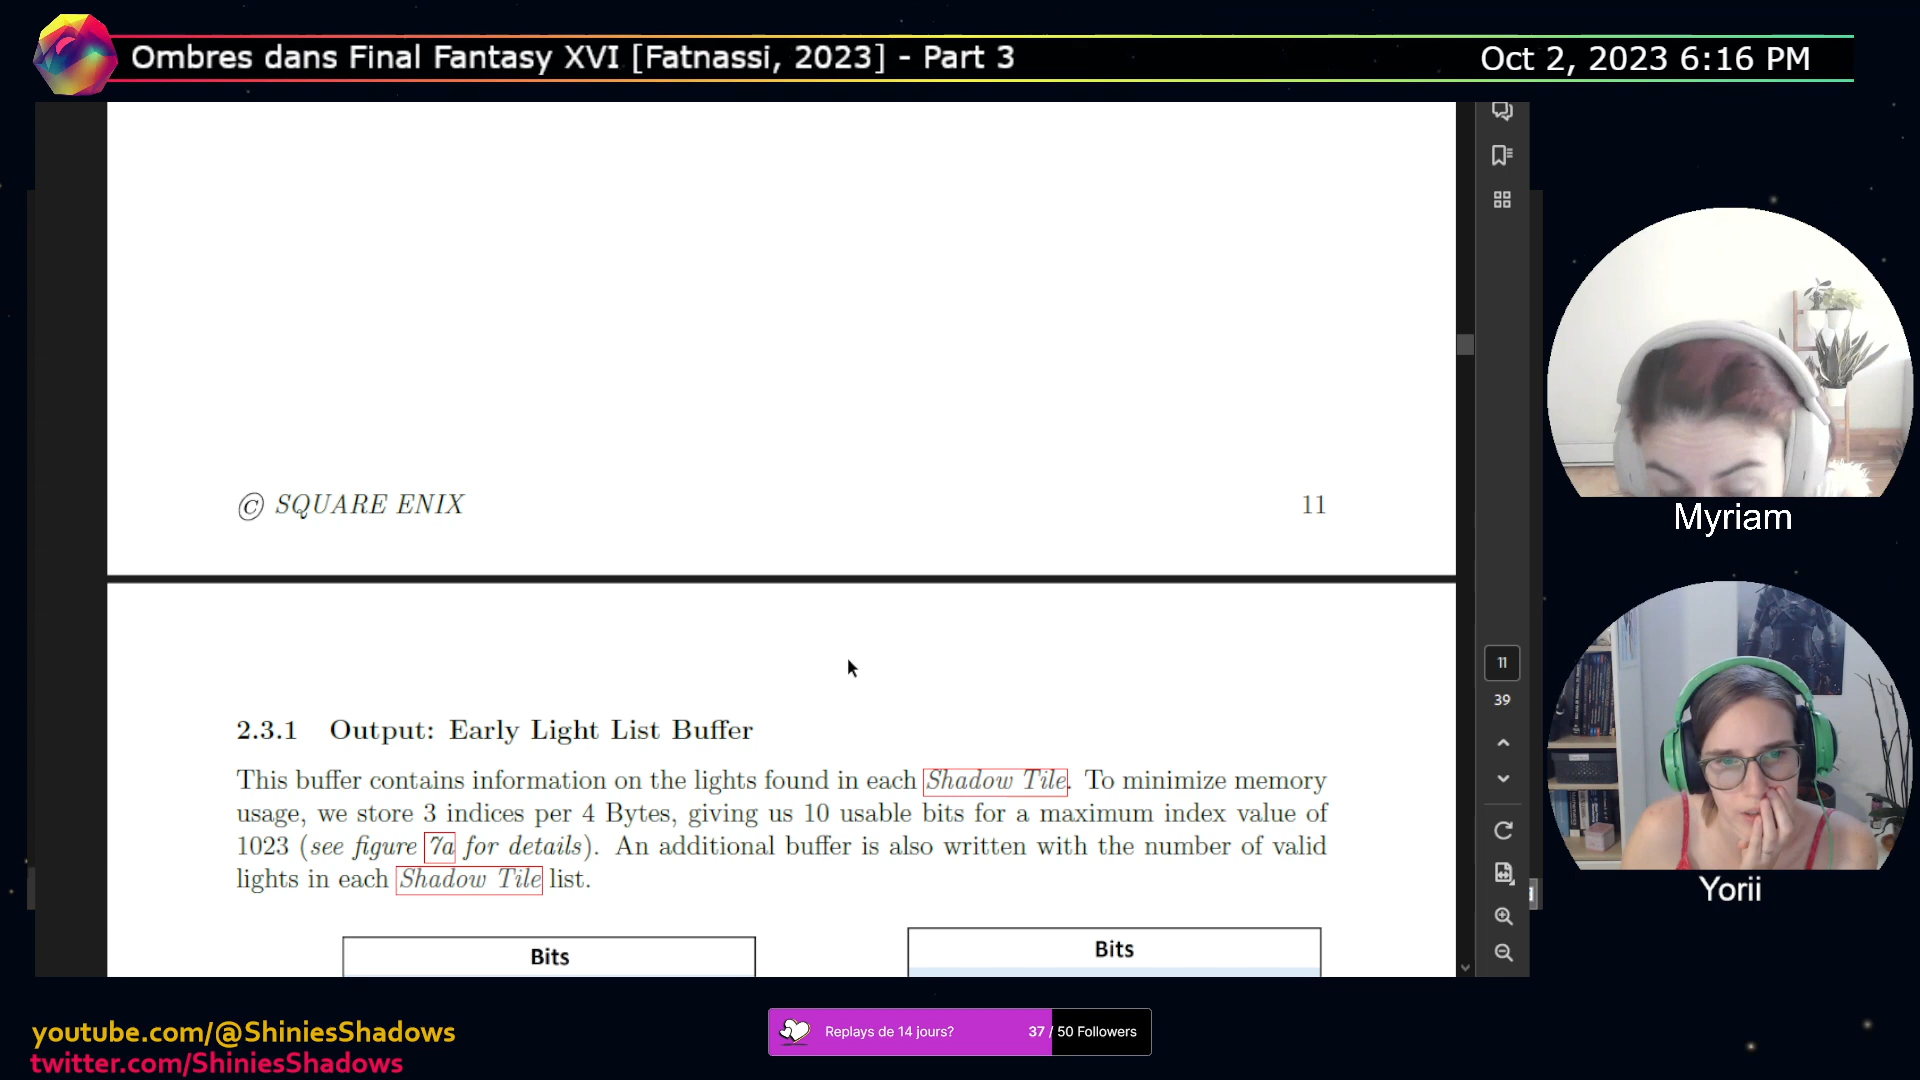 Ombres dans Final Fantasy XVI [Fatnassi, 2023] - Part 3
Oct 2, 2023 6:16 PM
© SQUARE ENIX
11
2.3.1 Output: Early Light List Buffer
This buffer contains information on the lights found in each Shadow Tile. To minimize memory
usage, we store 3 indices per 4 Bytes, giving us 10 usable bits for a maximum index value of
1023 (see figure 7a for details). An additional buffer is also written with the number of valid
lights in each Shadow Tile list.
Bits
Bits
11
39
Myriam
Yorii
youtube.com/@ShiniesShadows
twitter.com/ShiniesShadows
Replays de 14 jours?
37 / 50 Followers